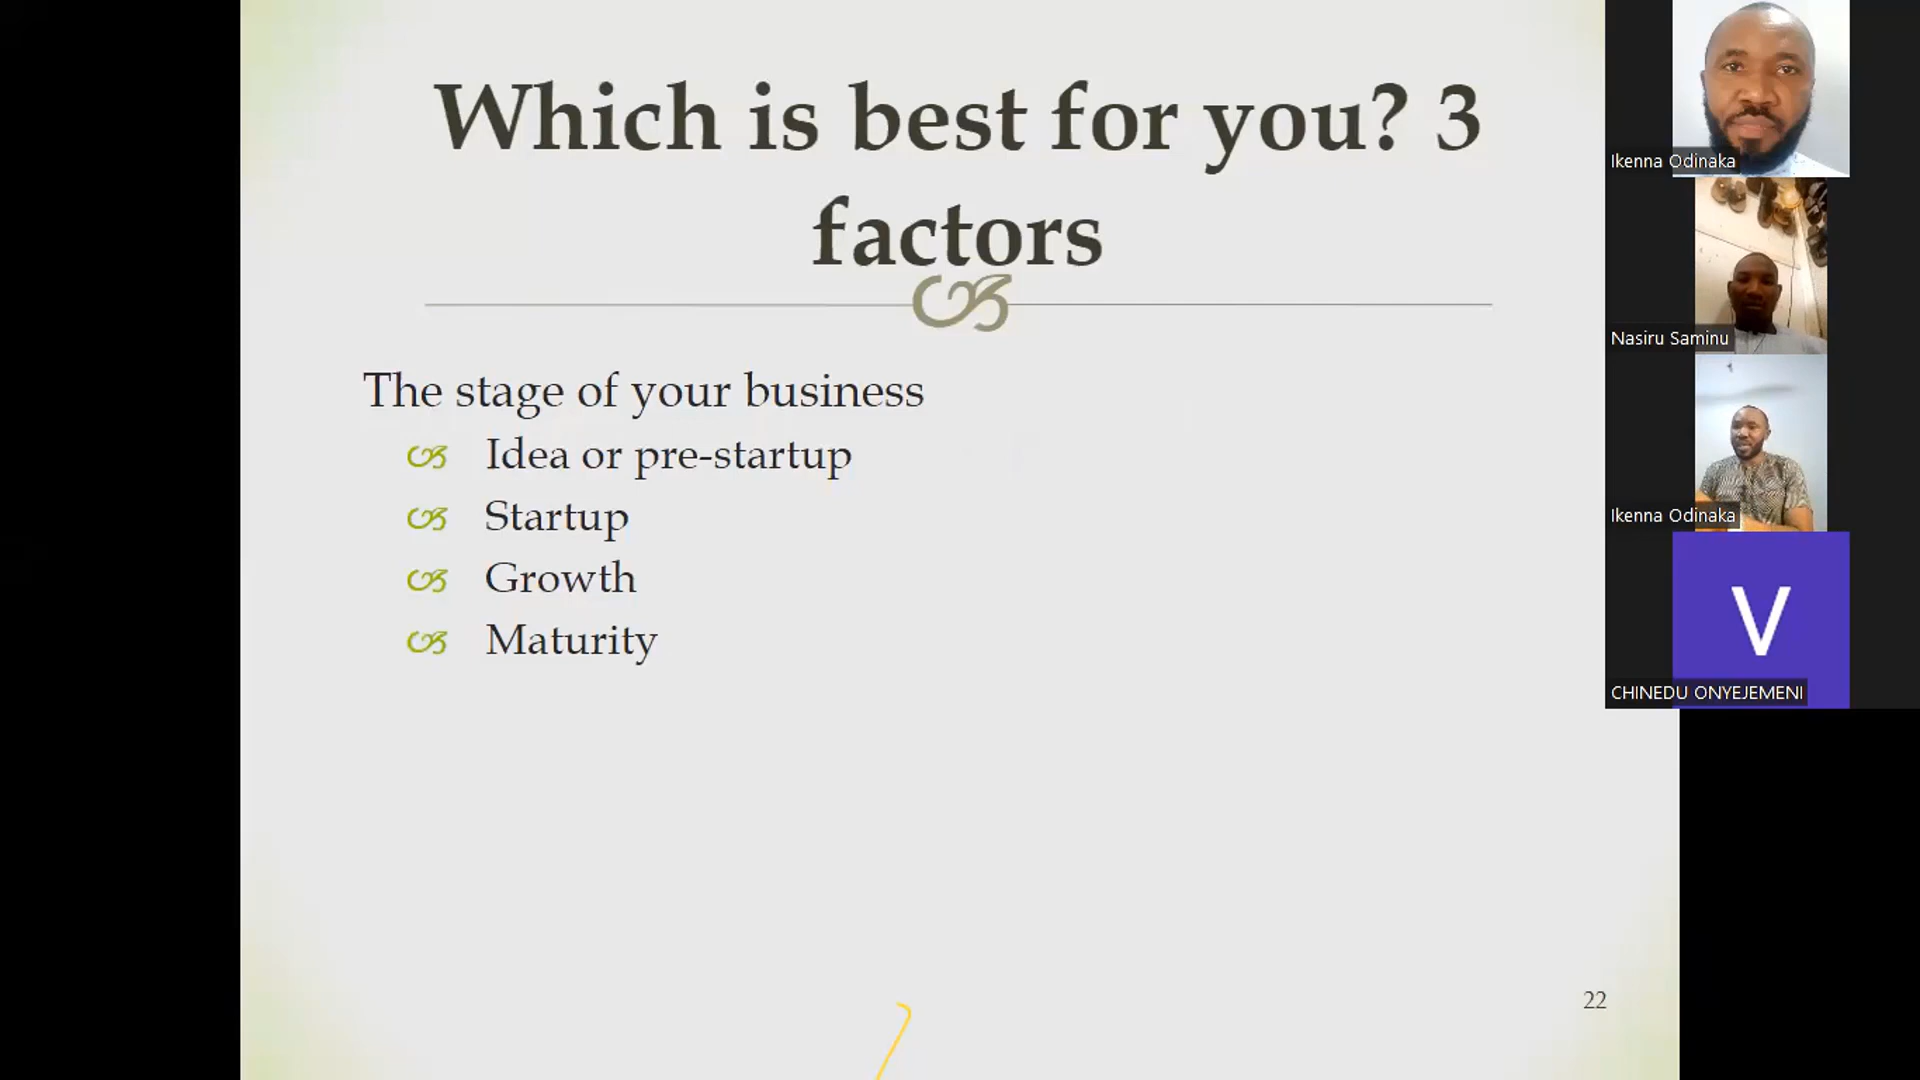 Which is best for you? 3
factors
The stage of your business
Idea or pre-startup
Startup
Growth
Maturity
22
Ikenna Odinaka
Nasiru Saminu
Ikenna Odinaka
V
CHINEDU ONYEJEMENI